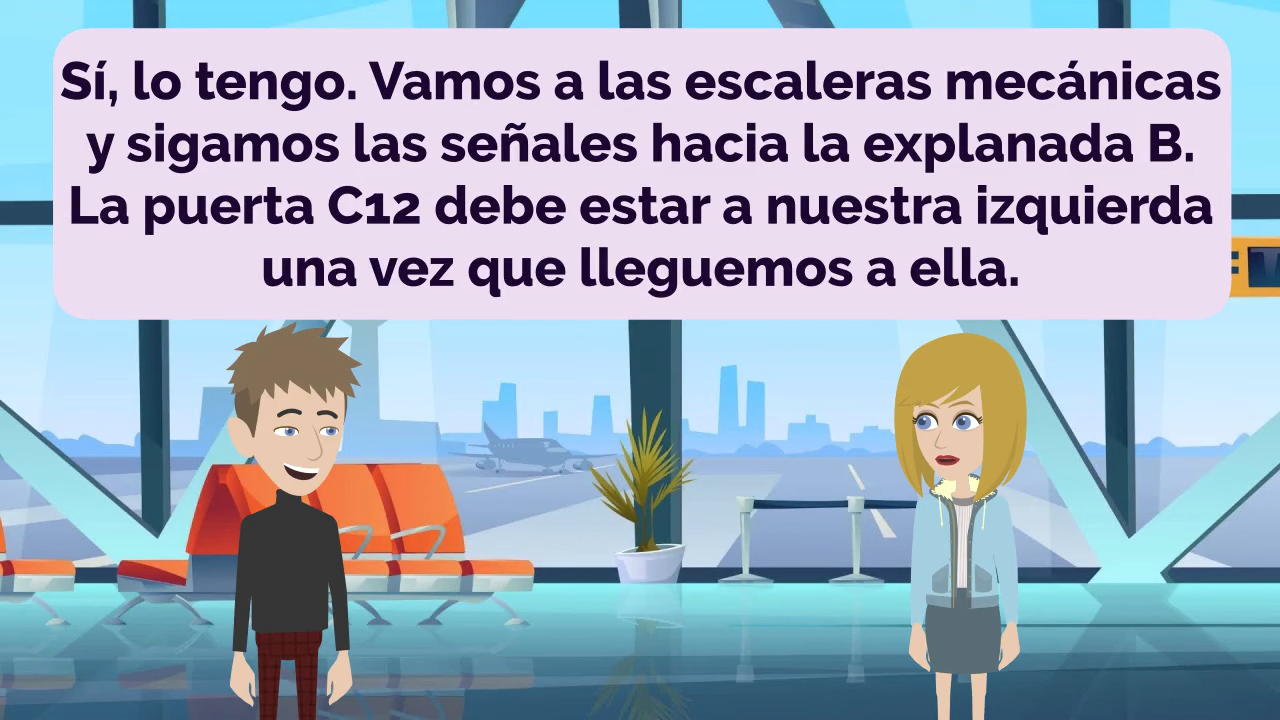 Sí, lo tengo. Vamos a las escaleras mecánicas
y sigamos las señales hacia la explanada B.
La puerta C12 debe estar a nuestra izquierda
una vez que lleguemos a ella.